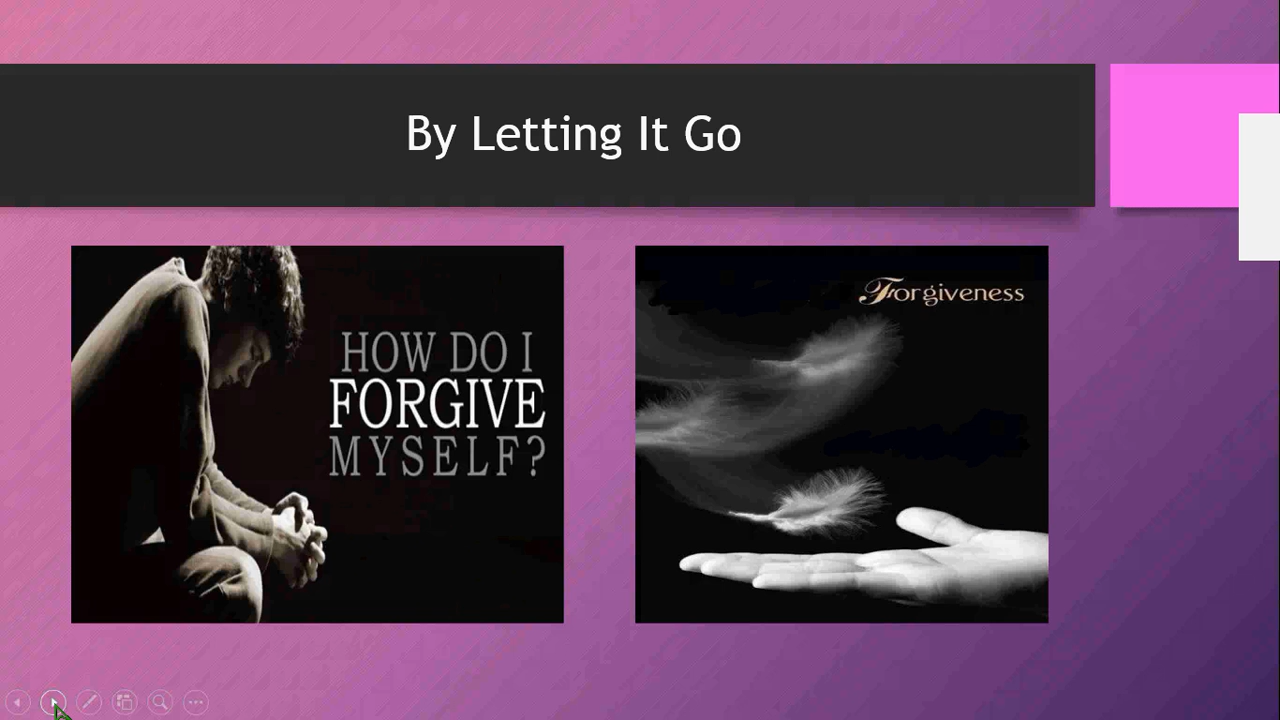 By Letting It Go
HOW DO I
FORGIVE
MYSELF?
Forgiveness